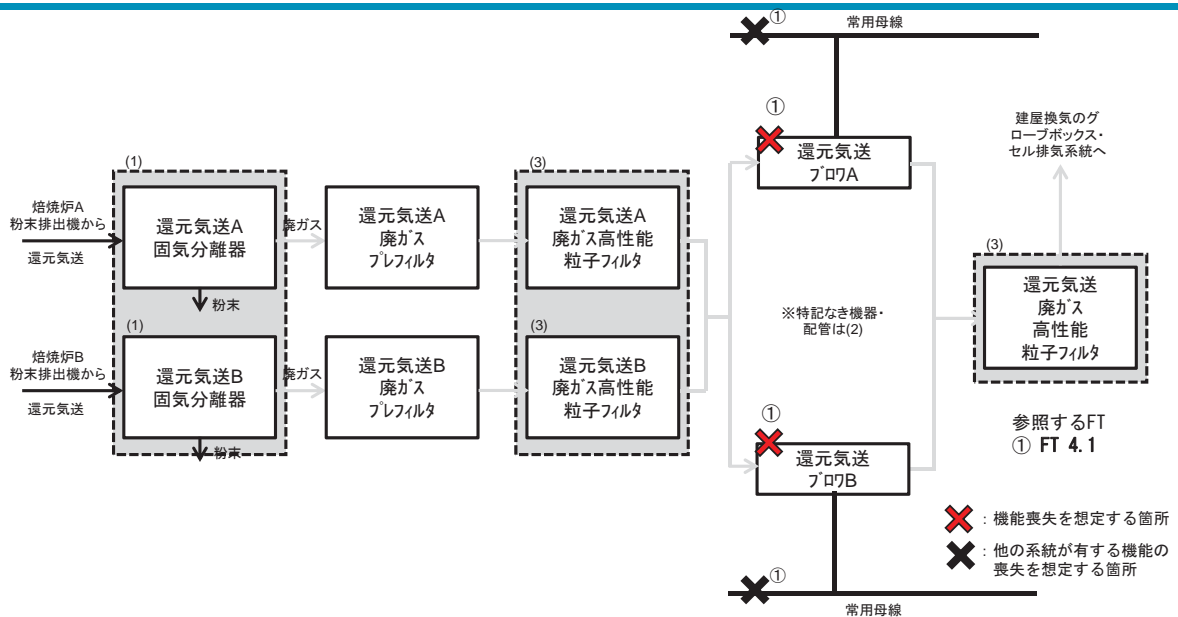 ①
常用母線
①
還元気送
ﾌﾞﾛﾜA
建屋換気のグ
ローブボックス・
セル排気系統へ
(1)
焙焼炉A
粉末排出機から
還元気送
還元気送A
固気分離器
粉末
廃ガス
還元気送A
廃ｶﾞｽ
ﾌﾟﾚﾌｨﾙﾀ
(3)
還元気送A
廃ｶﾞｽ高性能
粒子ﾌｨﾙﾀ
(1)
焙焼炉B
粉末排出機から
還元気送
還元気送B
固気分離器
粉末
廃ガス
還元気送B
廃ｶﾞｽ
ﾌﾟﾚﾌｨﾙﾀ
(3)
還元気送B
廃ｶﾞｽ高性能
粒子ﾌｨﾙﾀ
※特記なき機器・
配管は(2)
(3)
還元気送
廃ｶﾞｽ
高性能
粒子ﾌｨﾙﾀ
①
還元気送
ﾌﾞﾛﾜB
参照するFT
① FT 4.1
：機能喪失を想定する箇所
：他の系統が有する機能の
喪失を想定する箇所
①
常用母線